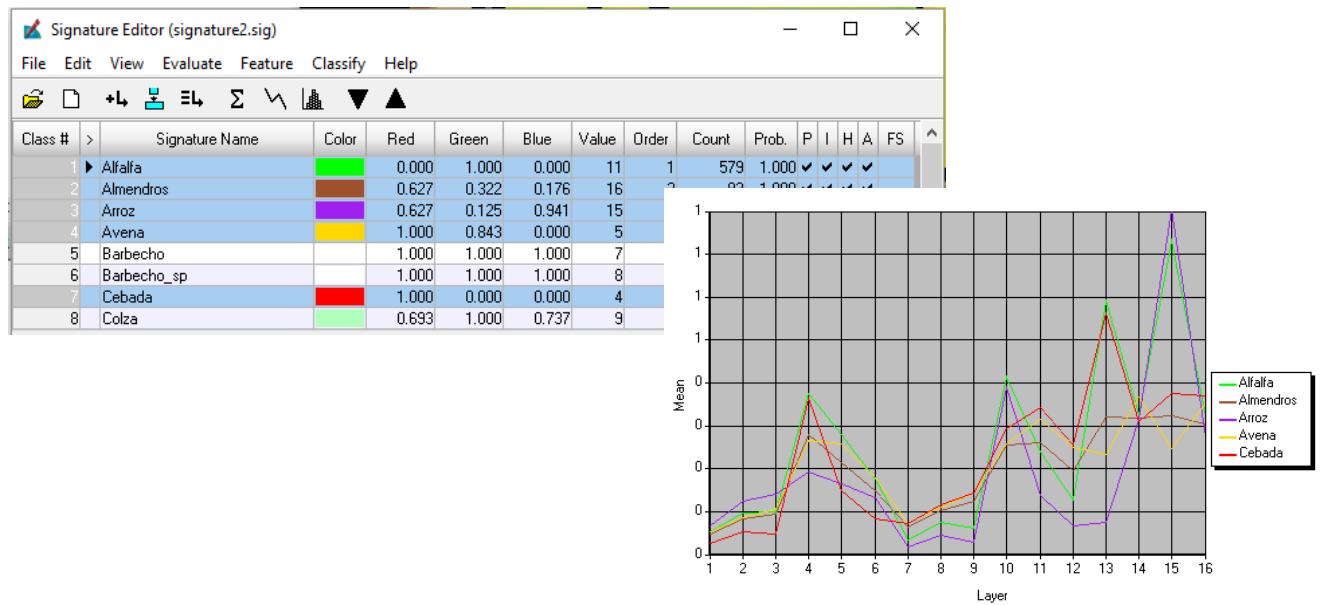 Signature Editor (signature2.sig)
File Edit View Evaluate Feature Classify Help
Class # > Signature Name Color Red Green Blue Value Order Count Prob. P I H A FS
1 Alfalfa 0.000 1.000 0.000 11 1 579 1.000
2 Almendros 0.627 0.322 0.176 16
3 Arroz 0.627 0.125 0.941 15
4 Avena 1.000 0.843 0.000 5
5 Barbecho 1.000 1.000 1.000 7
6 Barbecho_sp 1.000 1.000 1.000 8
7 Cebada 1.000 0.000 0.000 4
8 Colza 0.693 1.000 0.737 9
1
1
1
1
0
0
0
0
0
Mean
1 2 3 4 5 6 7 8 9 10 11 12 13 14 15 16
Layer
Alfalfa
Almendros
Arroz
Avena
Cebada